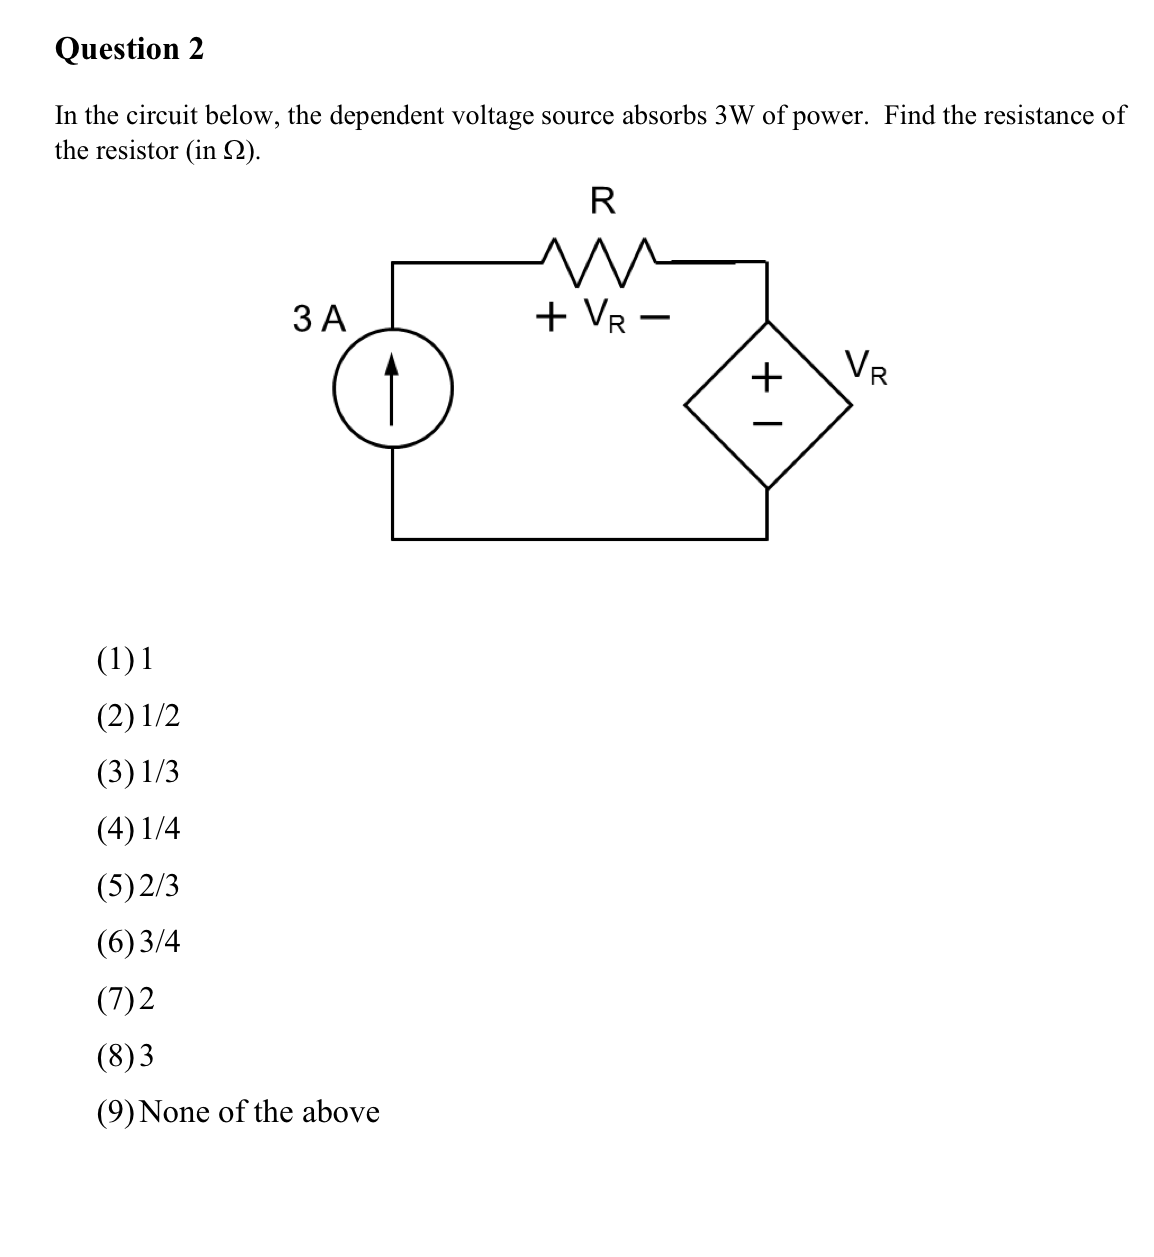 Question 2
In the circuit below, the dependent voltage source absorbs 3W of power. Find the resistance of
the resistor (in Ω).
R
3 A
+ VR −
+
−
VR
(1) 1
(2) 1/2
(3) 1/3
(4) 1/4
(5) 2/3
(6) 3/4
(7) 2
(8) 3
(9) None of the above